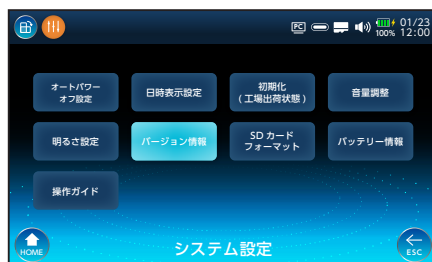 PC
100%
01/23
12:00
オートパワー
オフ設定
日時表示設定
初期化
(工場出荷状態)
音量調整
明るさ設定
バージョン情報
SD カード
フォーマット
バッテリー情報
操作ガイド
HOME
システム設定
ESC